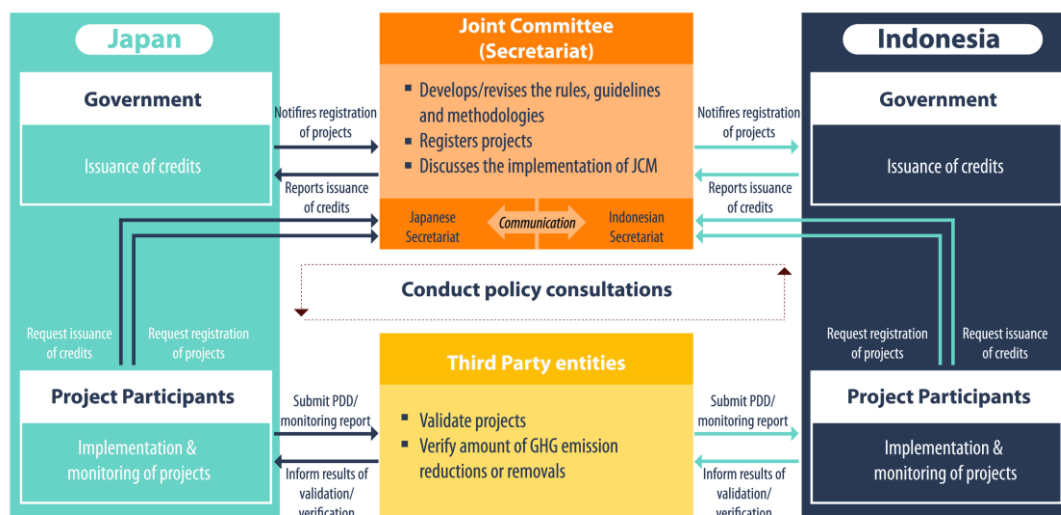 Japan
Government
Issuance of credits
Notifires registration
of projects
Reports issuance
of credits
Joint Committee
(Secretariat)
▪ Develops/revises the rules, guidelines
and methodologies
▪ Registers projects
▪ Discusses the implementation of JCM
Japanese
Secretariat
Communication
Indonesian
Secretariat
Notifires registration
of projects
Reports issuance
of credits
Indonesia
Government
Issuance of credits
Conduct policy consultations
Request issuance
of credits
Request registration
of projects
Request registration
of projects
Request issuance
of credits
Project Participants
Implementation &
monitoring of projects
Submit PDD/
monitoring report
Inform results of
validation/
verification
Third Party entities
▪ Validate projects
▪ Verify amount of GHG emission
reductions or removals
Submit PDD/
monitoring report
Inform results of
validation/
verification
Project Participants
Implementation &
monitoring of projects